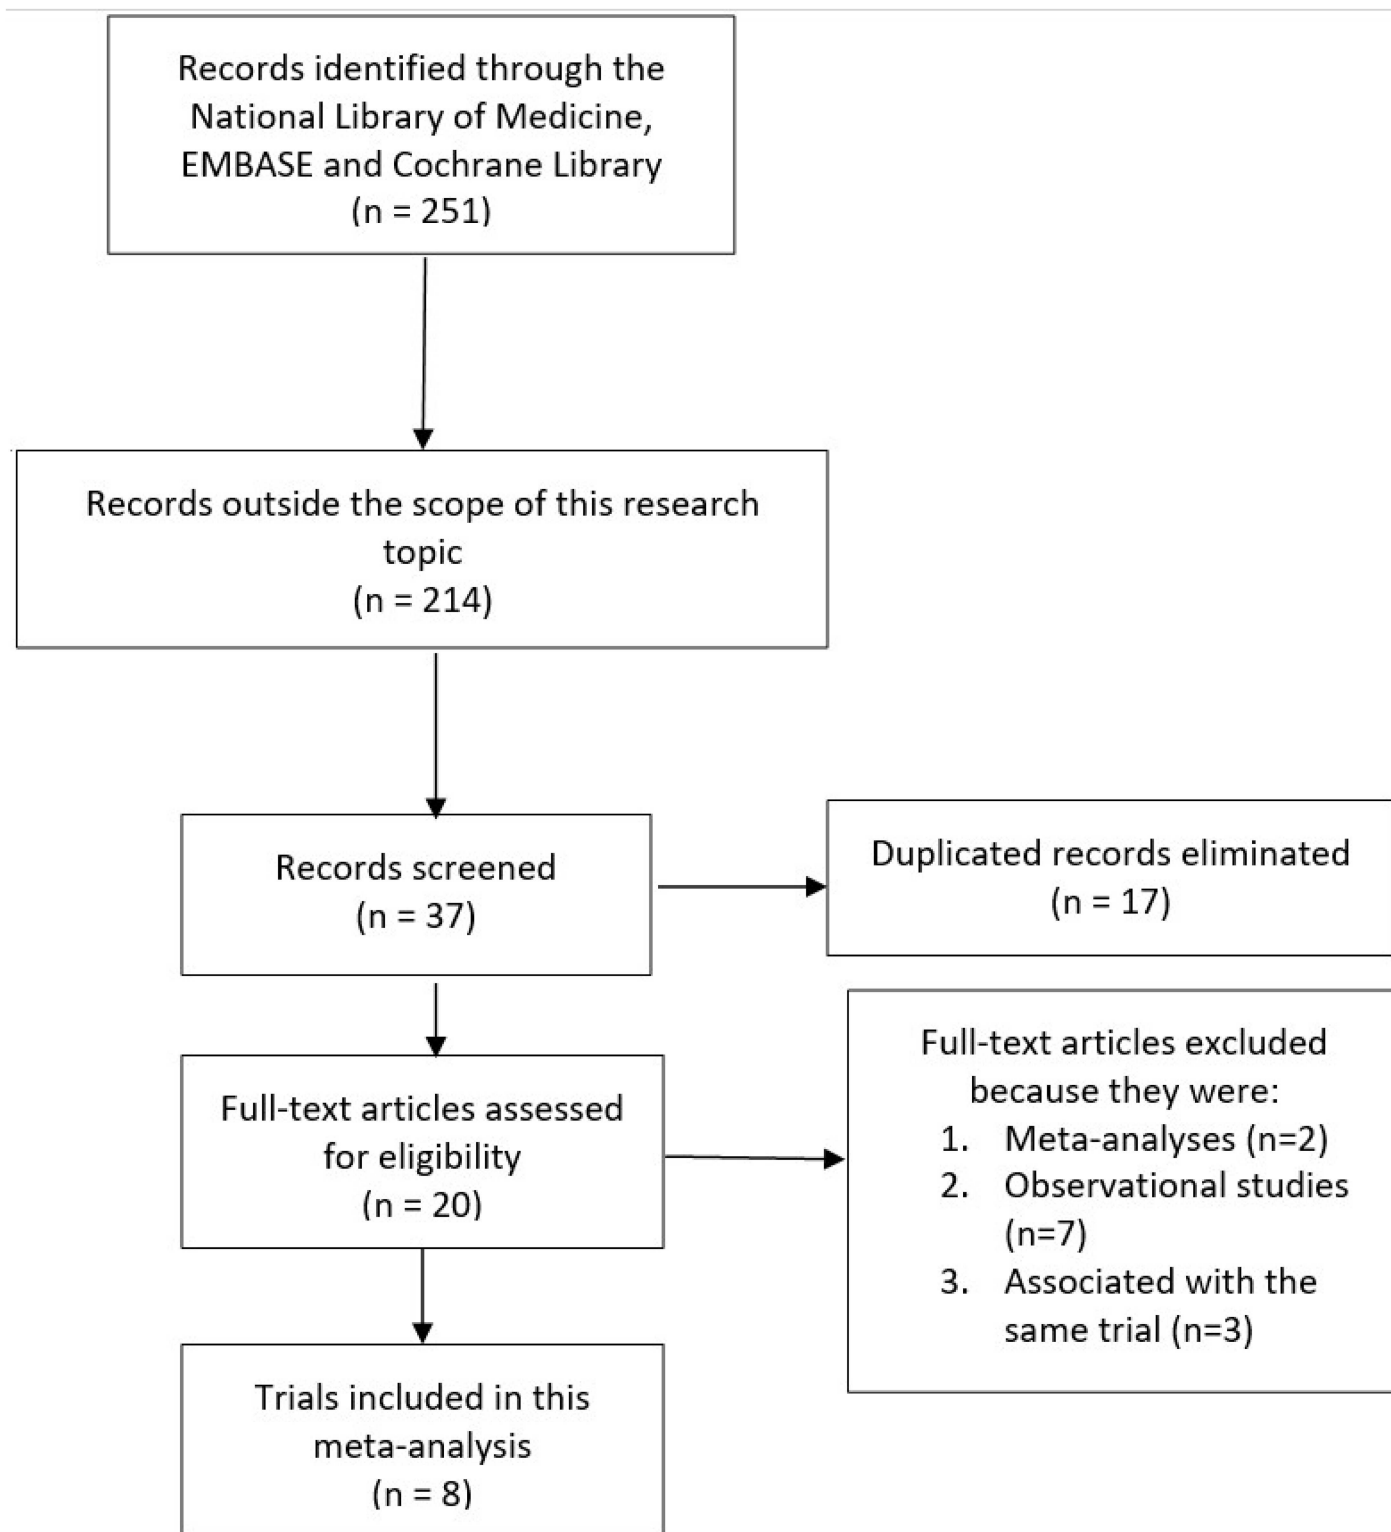 Records identified through the
National Library of Medicine,
EMBASE and Cochrane Library
(n = 251)
Records outside the scope of this research
topic
(n = 214)
Records screened
(n = 37)
Duplicated records eliminated
(n = 17)
Full-text articles assessed
for eligibility
(n = 20)
Full-text articles excluded
because they were:
1. Meta-analyses (n=2)
2. Observational studies
(n=7)
3. Associated with the
same trial (n=3)
Trials included in this
meta-analysis
(n = 8)